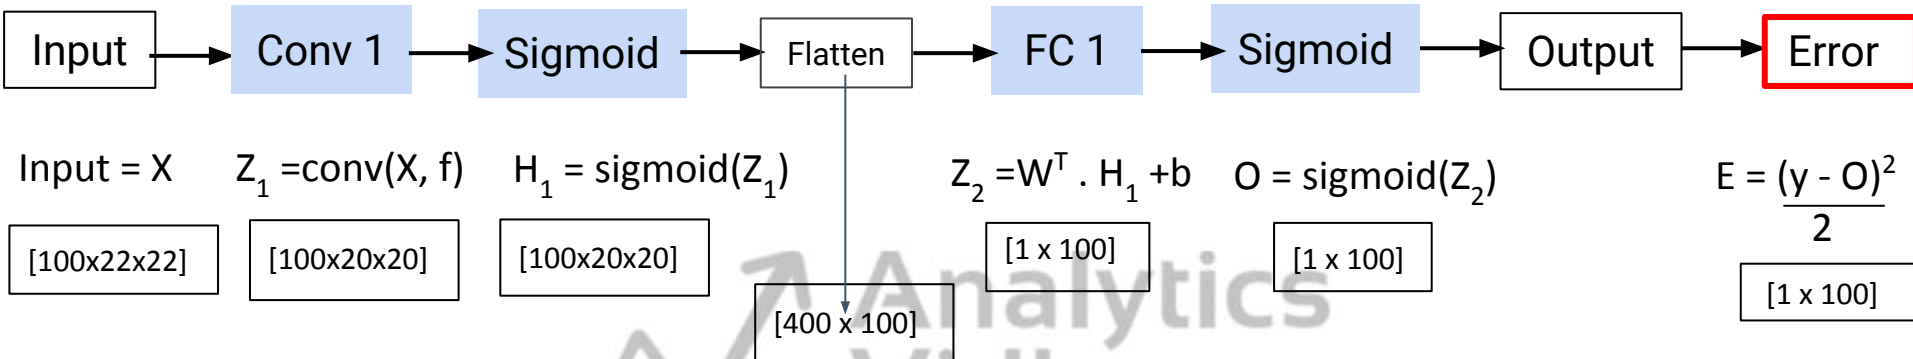 Input Conv 1 Sigmoid Flatten FC 1 Sigmoid Output Error
Input = X Z₁ =conv(X, f) H₁ = sigmoid(Z₁) Z₂ =Wᵀ . H₁ +b O = sigmoid(Z₂) E = (y - O)²
2
[100x22x22] [100x20x20] [100x20x20] [1 x 100] [1 x 100] [1 x 100]
[400 x 100]
Analytics